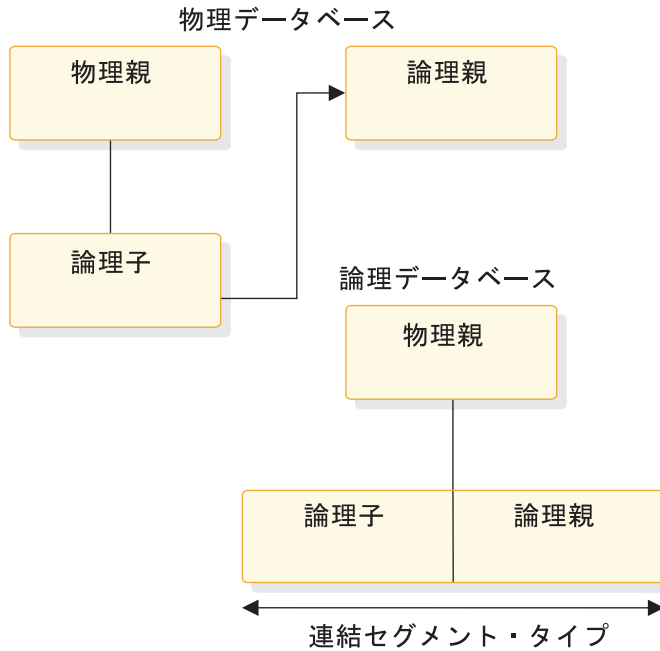 物理データベース
物理親
論理親
論理子
論理データベース
物理親
論理子
論理親
連結セグメント・タイプ